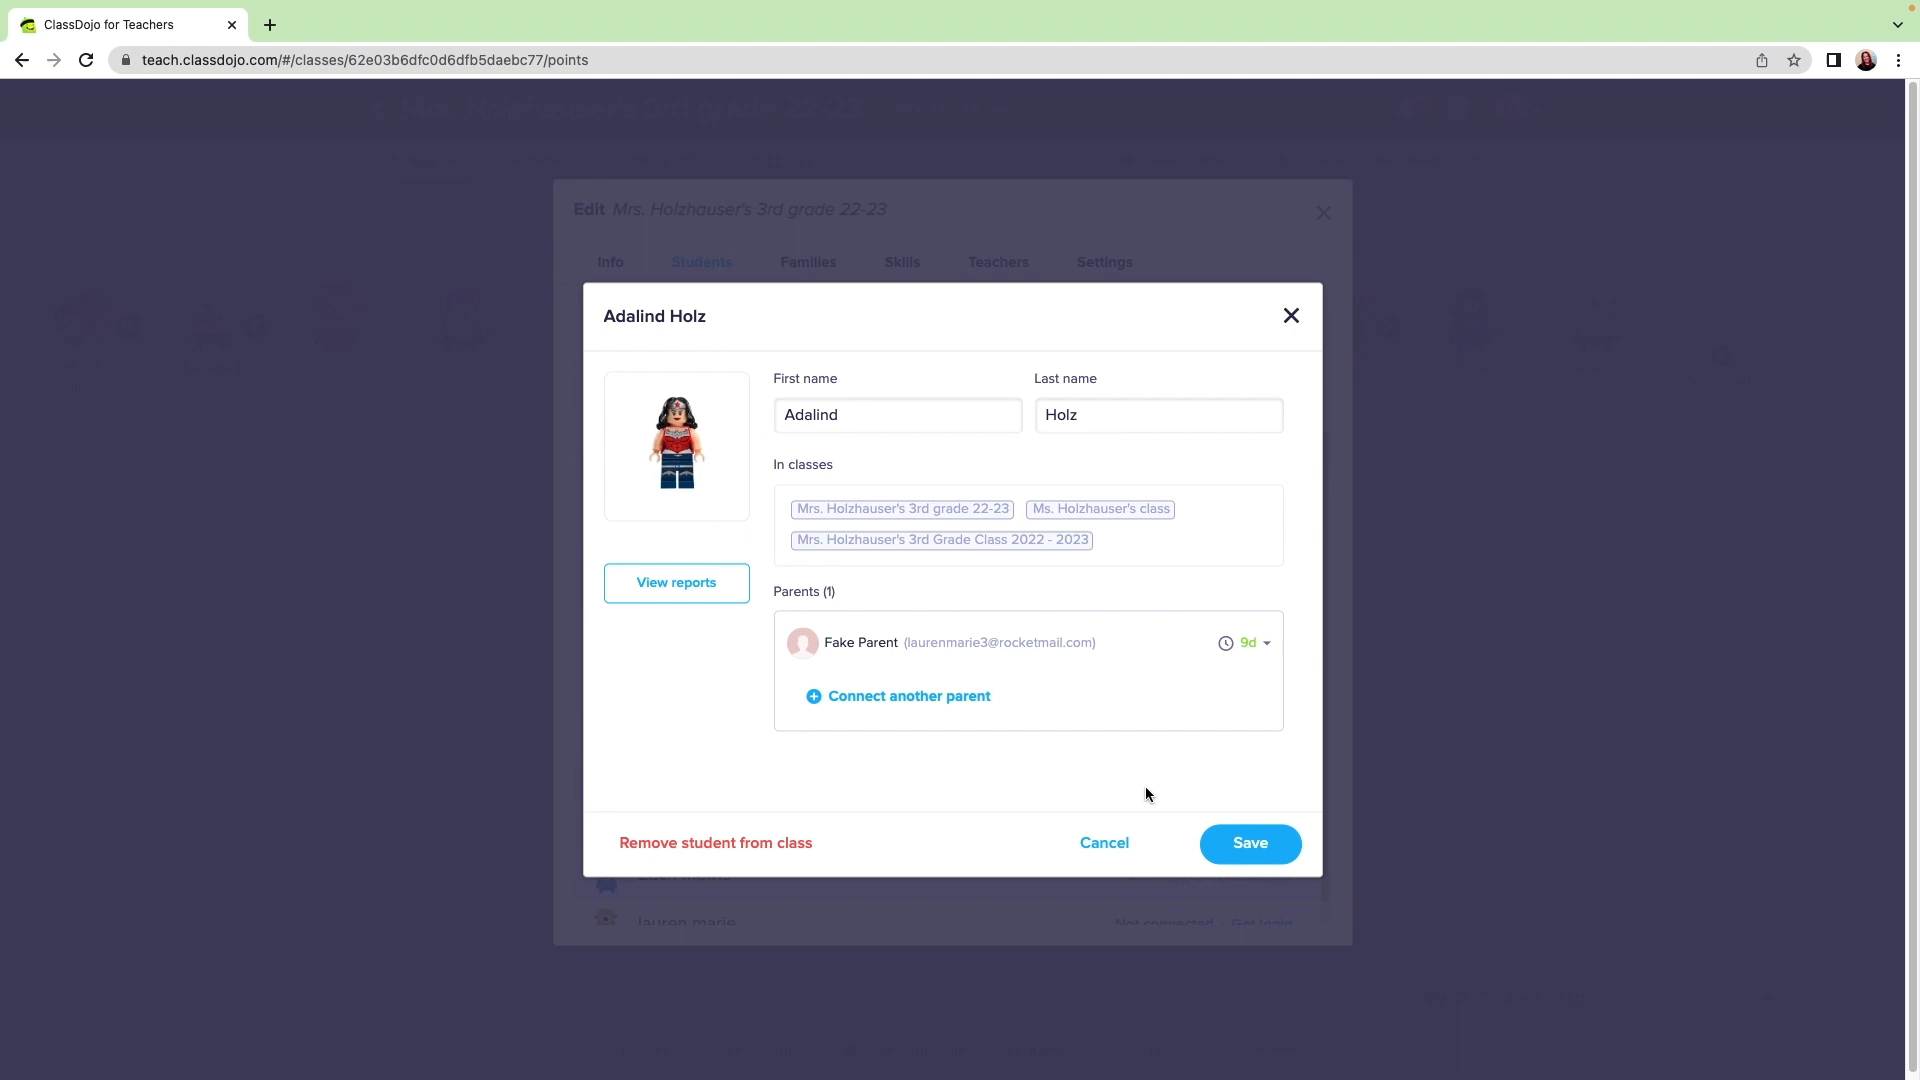 ClassDojo for Teachers
teach.classdojo.com/#/classes/62e03b6dfc0d6dfb5daebc77/points
Edit Mrs. Holzhauser's 3rd grade 22-23
Info Students Families Skills Teachers Settings
Adalind Holz
First name Last name
Adalind Holz
In classes
Mrs. Holzhauser's 3rd grade 22-23 Ms. Holzhauser's class
Mrs. Holzhauser's 3rd Grade Class 2022 - 2023
View reports
Parents (1)
Fake Parent (laurenmarie3@rocketmail.com) 9d
Connect another parent
Remove student from class Cancel Save
lauren marie Not connected - Get login